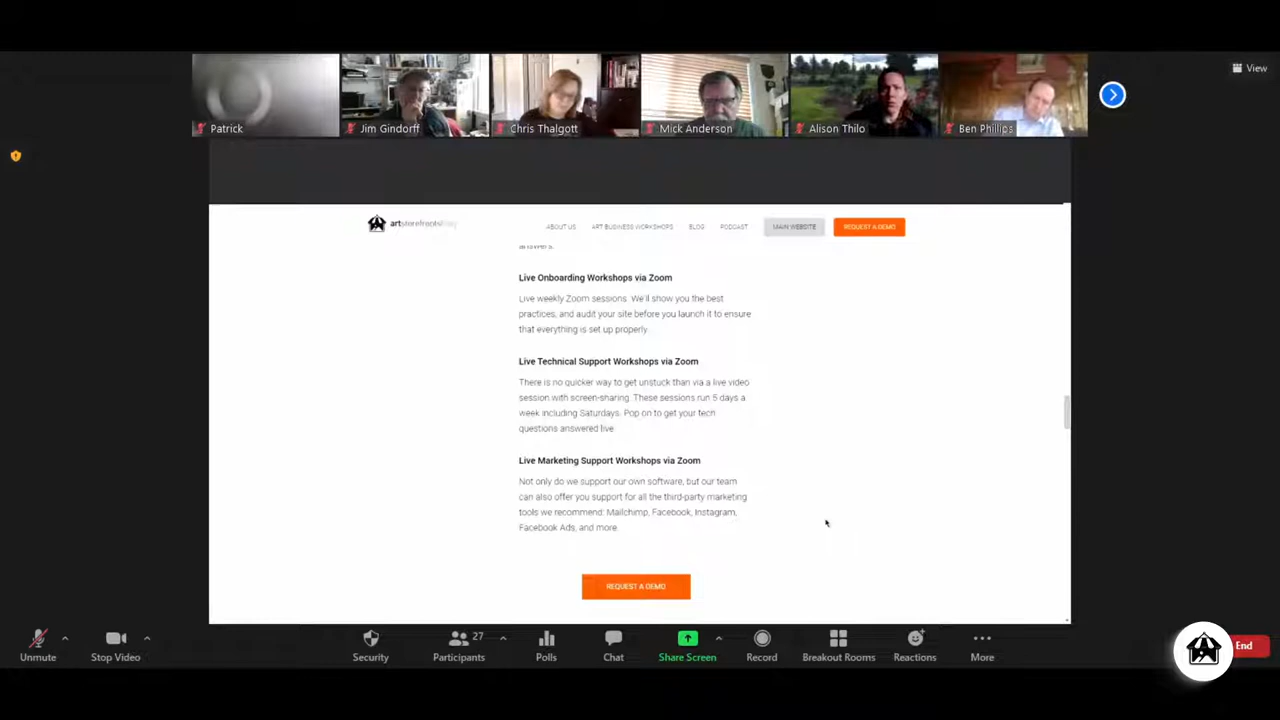 View
Patrick
Jim Gindorff
Chris Thalgott
Mick Anderson
Alison Thilo
Ben Phillips
artstorefronts
ABOUT US
ART BUSINESS WORKSHOPS
BLOG
PODCAST
MAIN WEBSITE
REQUEST A DEMO
answers.
Live Onboarding Workshops via Zoom
Live weekly Zoom sessions. We'll show you the best
practices, and audit your site before you launch it to ensure
that everything is set up properly.
Live Technical Support Workshops via Zoom
There is no quicker way to get unstuck than via a live video
session with screen-sharing. These sessions run 5 days a
week including Saturdays. Pop on to get your tech
questions answered live.
Live Marketing Support Workshops via Zoom
Not only do we support our own software, but our team
can also offer you support for all the third-party marketing
tools we recommend: Mailchimp, Facebook, Instagram,
Facebook Ads, and more.
REQUEST A DEMO
Unmute
Stop Video
Security
27
Participants
Polls
Chat
Share Screen
Record
Breakout Rooms
Reactions
More
End